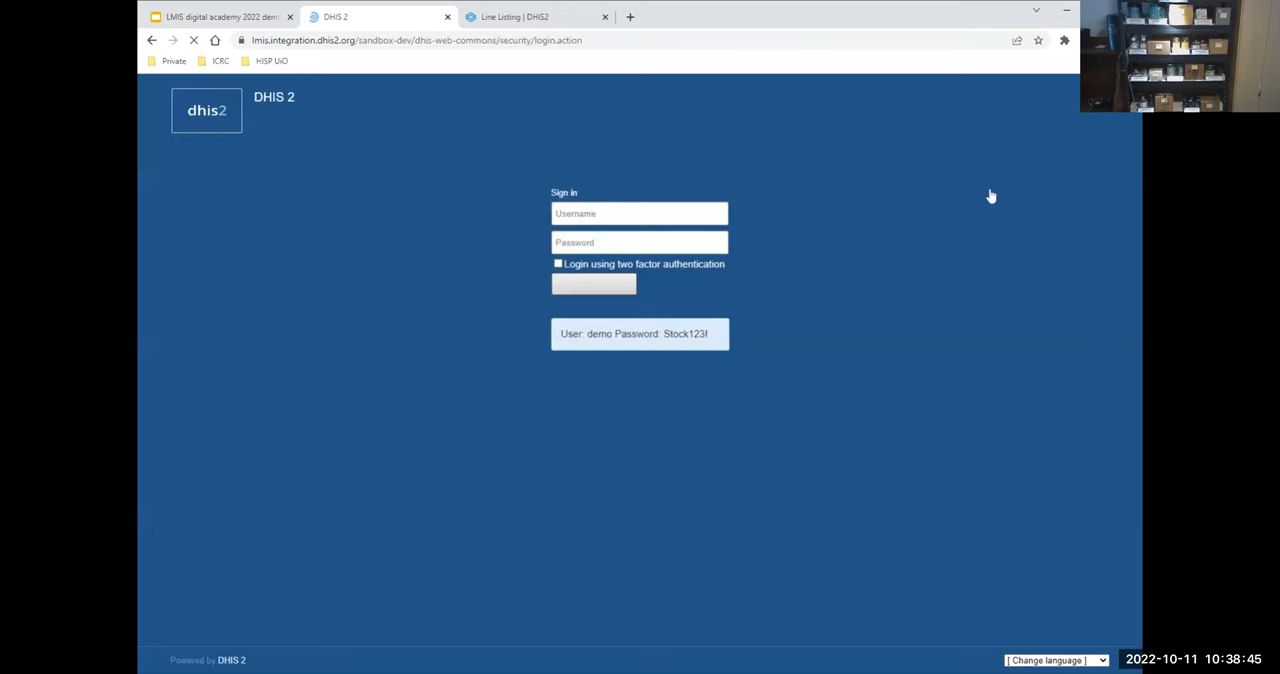 LMIS digital academy 2022 dem
DHIS 2
Line Listing | DHIS2
lmis.integration.dhis2.org/sandbox-dev/dhis-web-commons/security/login.action
Private
ICRC
HISP UiO
dhis2
DHIS 2
Sign in
Username
Password
Login using two factor authentication
User: demo Password: Stock123!
Powered by DHIS 2
[ Change language ]
2022-10-11 10:38:45